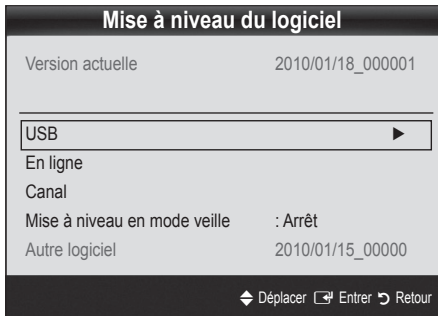 Mise à niveau du logiciel
Version actuelle 2010/01/18_000001
USB ►
En ligne
Canal
Mise à niveau en mode veille : Arrêt
Autre logiciel 2010/01/15_00000
Déplacer Entrer Retour